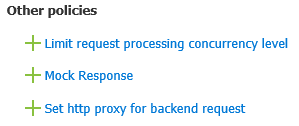 Other policies
Limit request processing concurrency level
Mock Response
Set http proxy for backend request